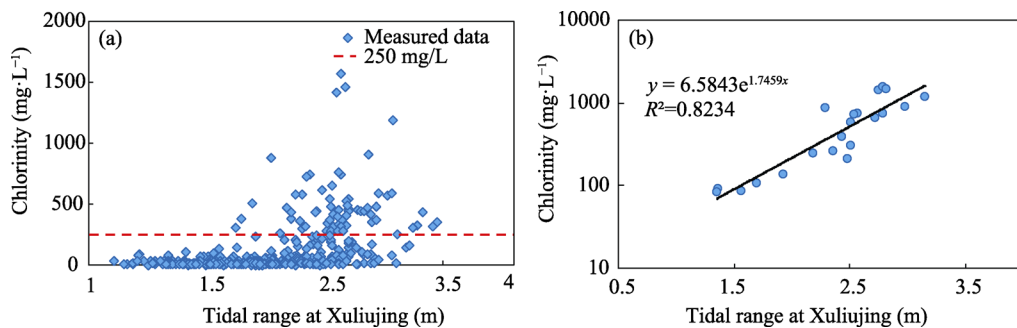 (a)
Measured data
250 mg/L
2000
1500
1000
500
0
1
1.5
2.5
3.5
4
Chlorinity (mg·L⁻¹)
Tidal range at Xuliujing (m)
(b)
y = 6.5843e^1.7459x
R²=0.8234
10000
1000
100
10
0.5
1.5
2.5
3.5
Chlorinity (mg·L⁻¹)
Tidal range at Xuliujing (m)